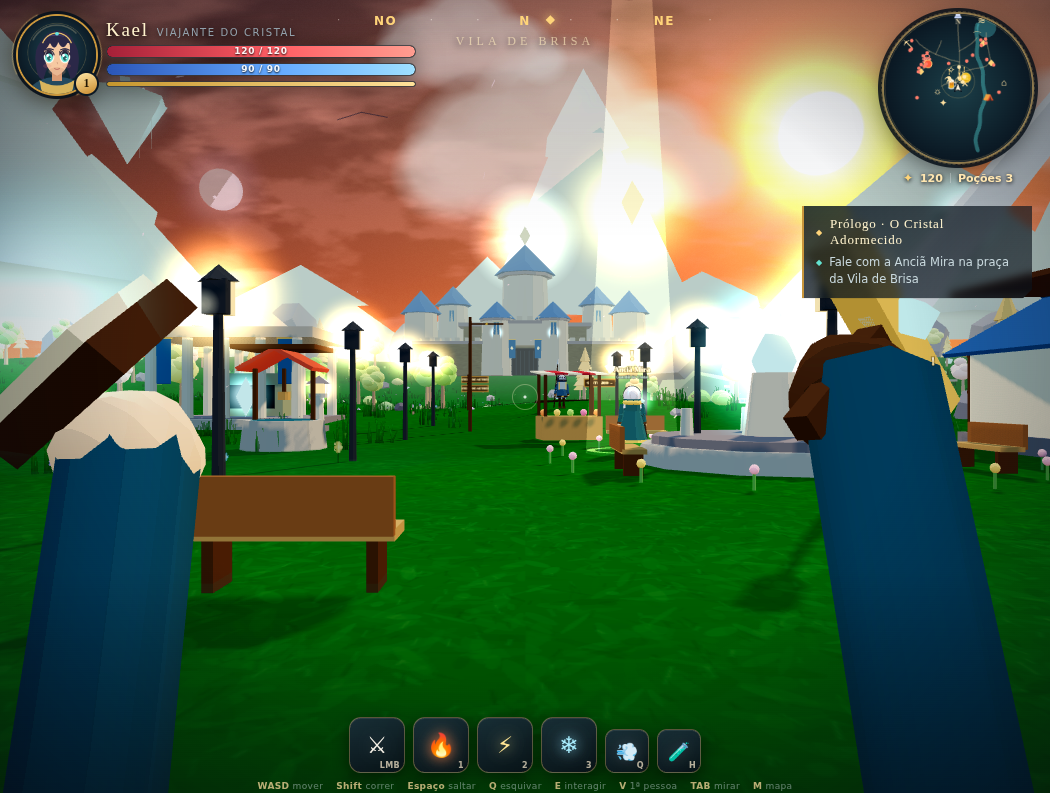 NO N NE
VILA DE BRISA
Kael VIAJANTE DO CRISTAL
120 / 120
90 / 90
1
120 | Poções 3
Prólogo · O Cristal
Adormecido
Fale com a Anciã Mira na praça
da Vila de Brisa
LMB
1
2
3
Q
H
WASD mover Shift correr Espaço saltar Q esquivar E interagir V 1ª pessoa TAB mirar M mapa